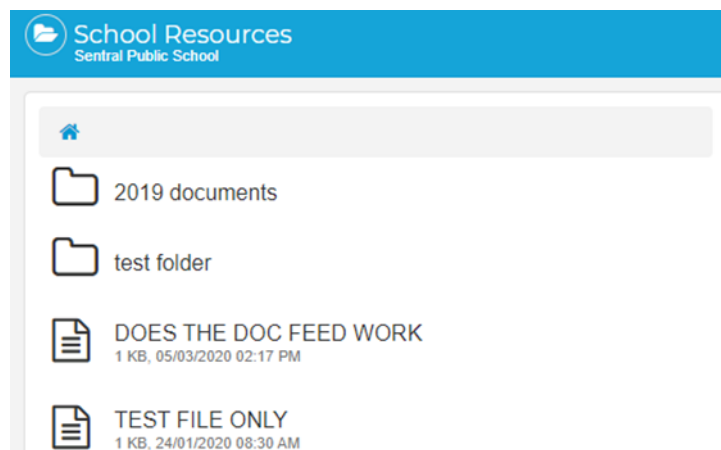 School Resources
Sentral Public School
2019 documents
test folder
DOES THE DOC FEED WORK
1 KB, 05/03/2020 02:17 PM
TEST FILE ONLY
1 KB, 24/01/2020 08:30 AM